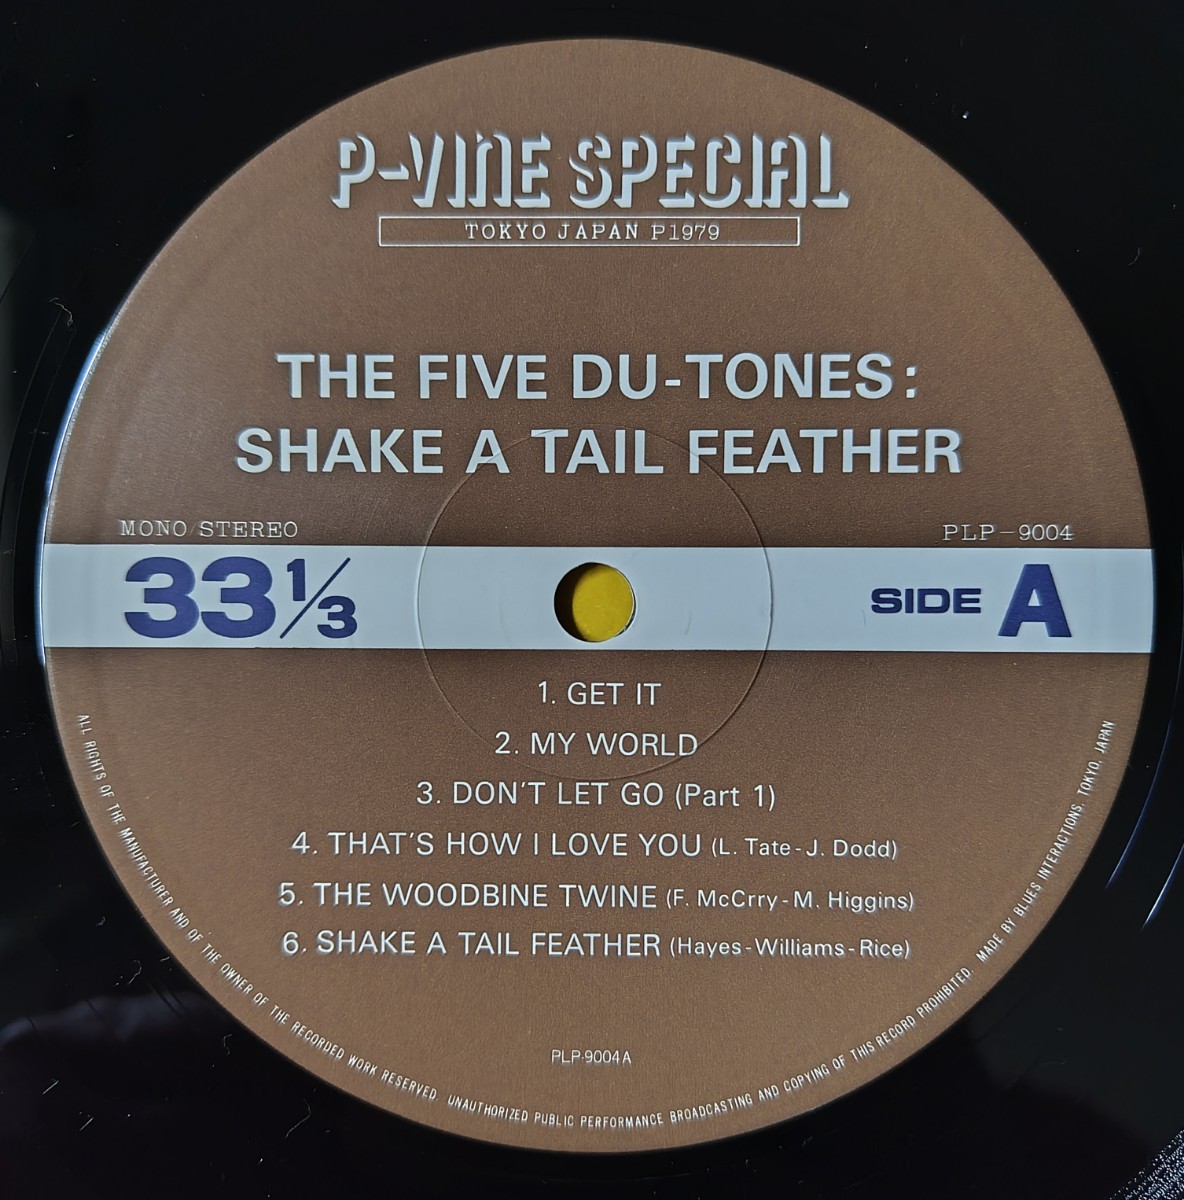 P-VINE SPECIAL
TOKYO JAPAN P1979
THE FIVE DU-TONES:
SHAKE A TAIL FEATHER
MONO/STEREO
PLP-9004
33 1/3
SIDE A
1. GET IT
2. MY WORLD
3. DON'T LET GO (Part 1)
4. THAT'S HOW I LOVE YOU (L. Tate-J. Dodd)
5. THE WOODBINE TWINE (F. McCrry-M. Higgins)
6. SHAKE A TAIL FEATHER (Hayes-Williams-Rice)
PLP-9004A
ALL RIGHTS OF THE MANUFACTURER AND OF THE OWNER OF THE RECORDED WORK RESERVED. UNAUTHORIZED PUBLIC PERFORMANCE BROADCASTING AND COPYING OF THIS RECORD PROHIBITED. MADE BY BLUES INTERACTIONS, TOKYO, JAPAN